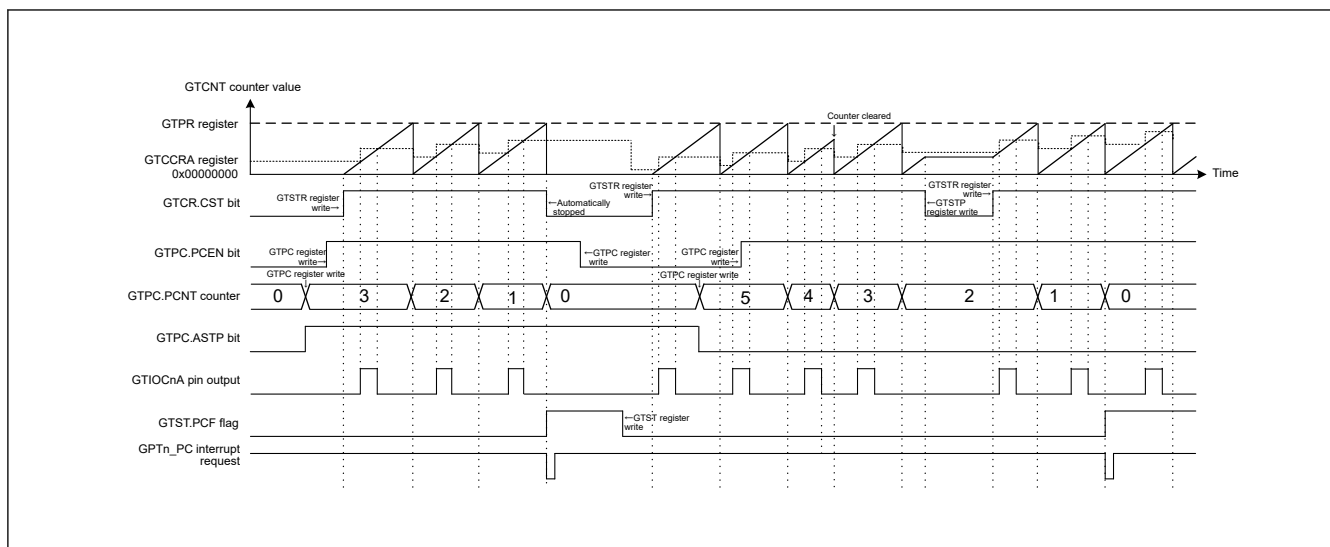 GTCNT counter value
GTPR register
Counter cleared
GTCCRA register
0x00000000
Time
GTCR.CST bit
GTSTR register
write→
←Automatically
stopped
GTSTR register
write→
←GTSTP
register write
GTSTR register
write→
GTPC.PCEN bit
GTPC register
write→
←GTPC register
write
GTPC register
write→
GTPC register write
GTPC register write
GTPC.PCNT counter
0 3 2 1 0 5 4 3 2 1 0
GTPC.ASTP bit
GTIOCnA pin output
GTST.PCF flag
←GTST register
write
GPTn_PC interrupt
request